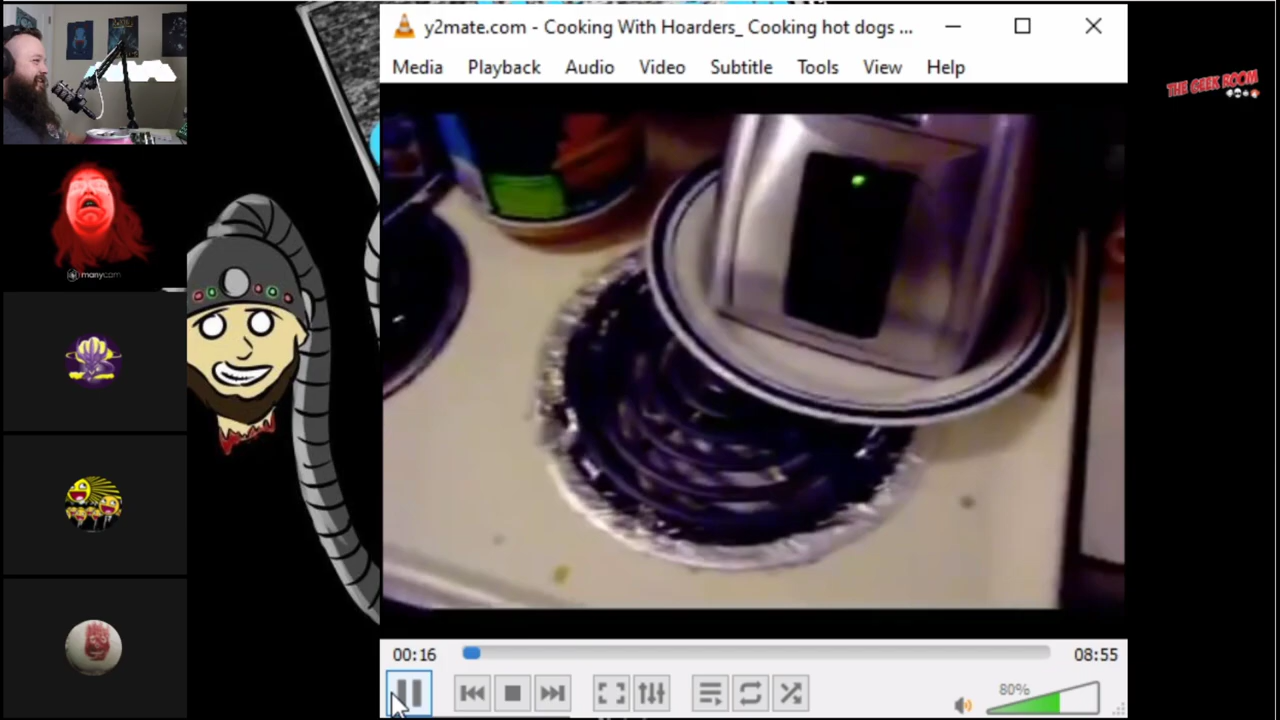 y2mate.com - Cooking With Hoarders_ Cooking hot dogs ...
Media Playback Audio Video Subtitle Tools View Help
THE GEEK ROOM
manycam
00:16
08:55
80%